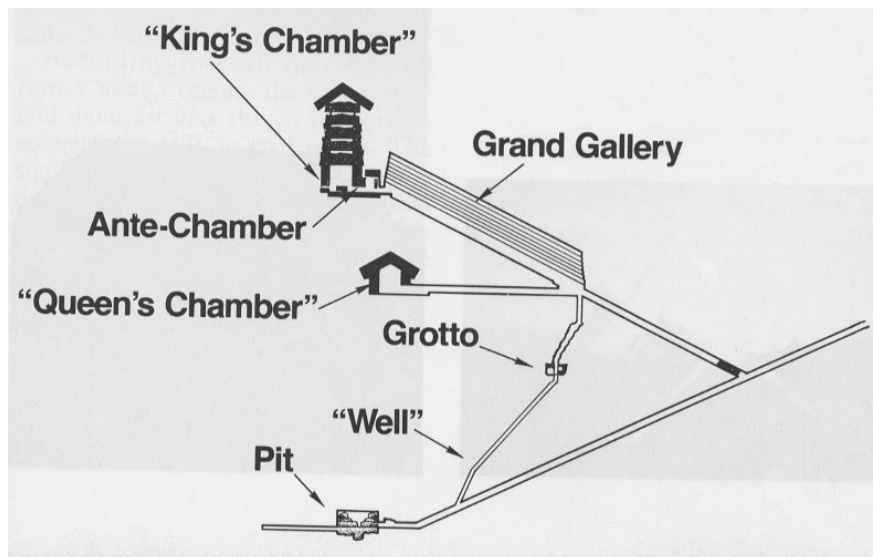 “King’s Chamber”
Grand Gallery
Ante-Chamber
“Queen’s Chamber”
Grotto
“Well”
Pit